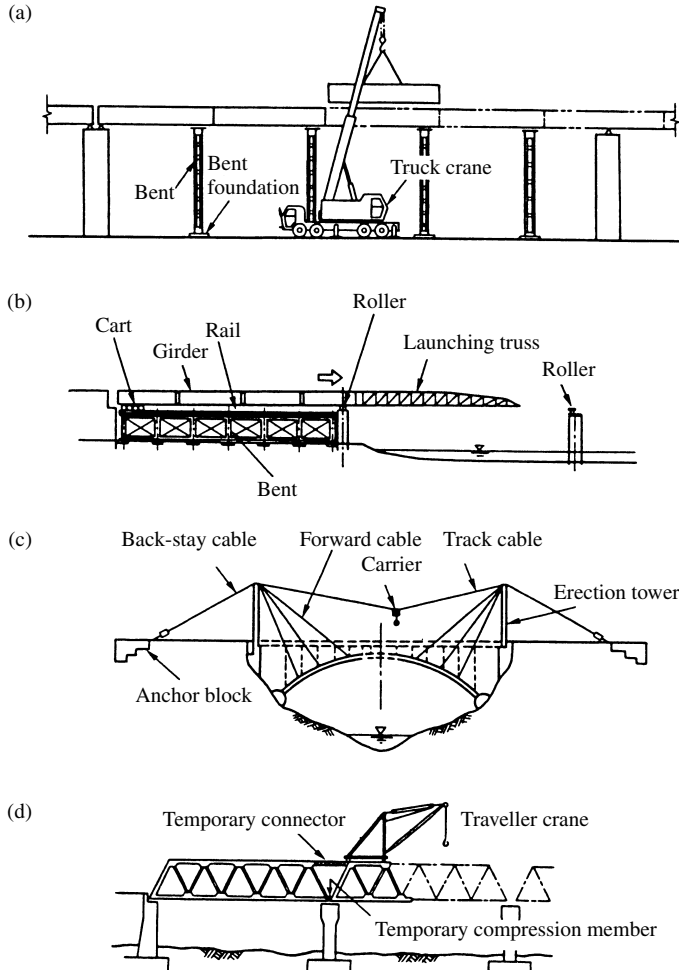 (a)
Bent
Bent
foundation
Truck crane
(b)
Cart
Girder
Rail
Roller
Launching truss
Roller
Bent
(c)
Back-stay cable
Forward cable
Carrier
Track cable
Erection tower
Anchor block
(d)
Temporary connector
Traveller crane
Temporary compression member